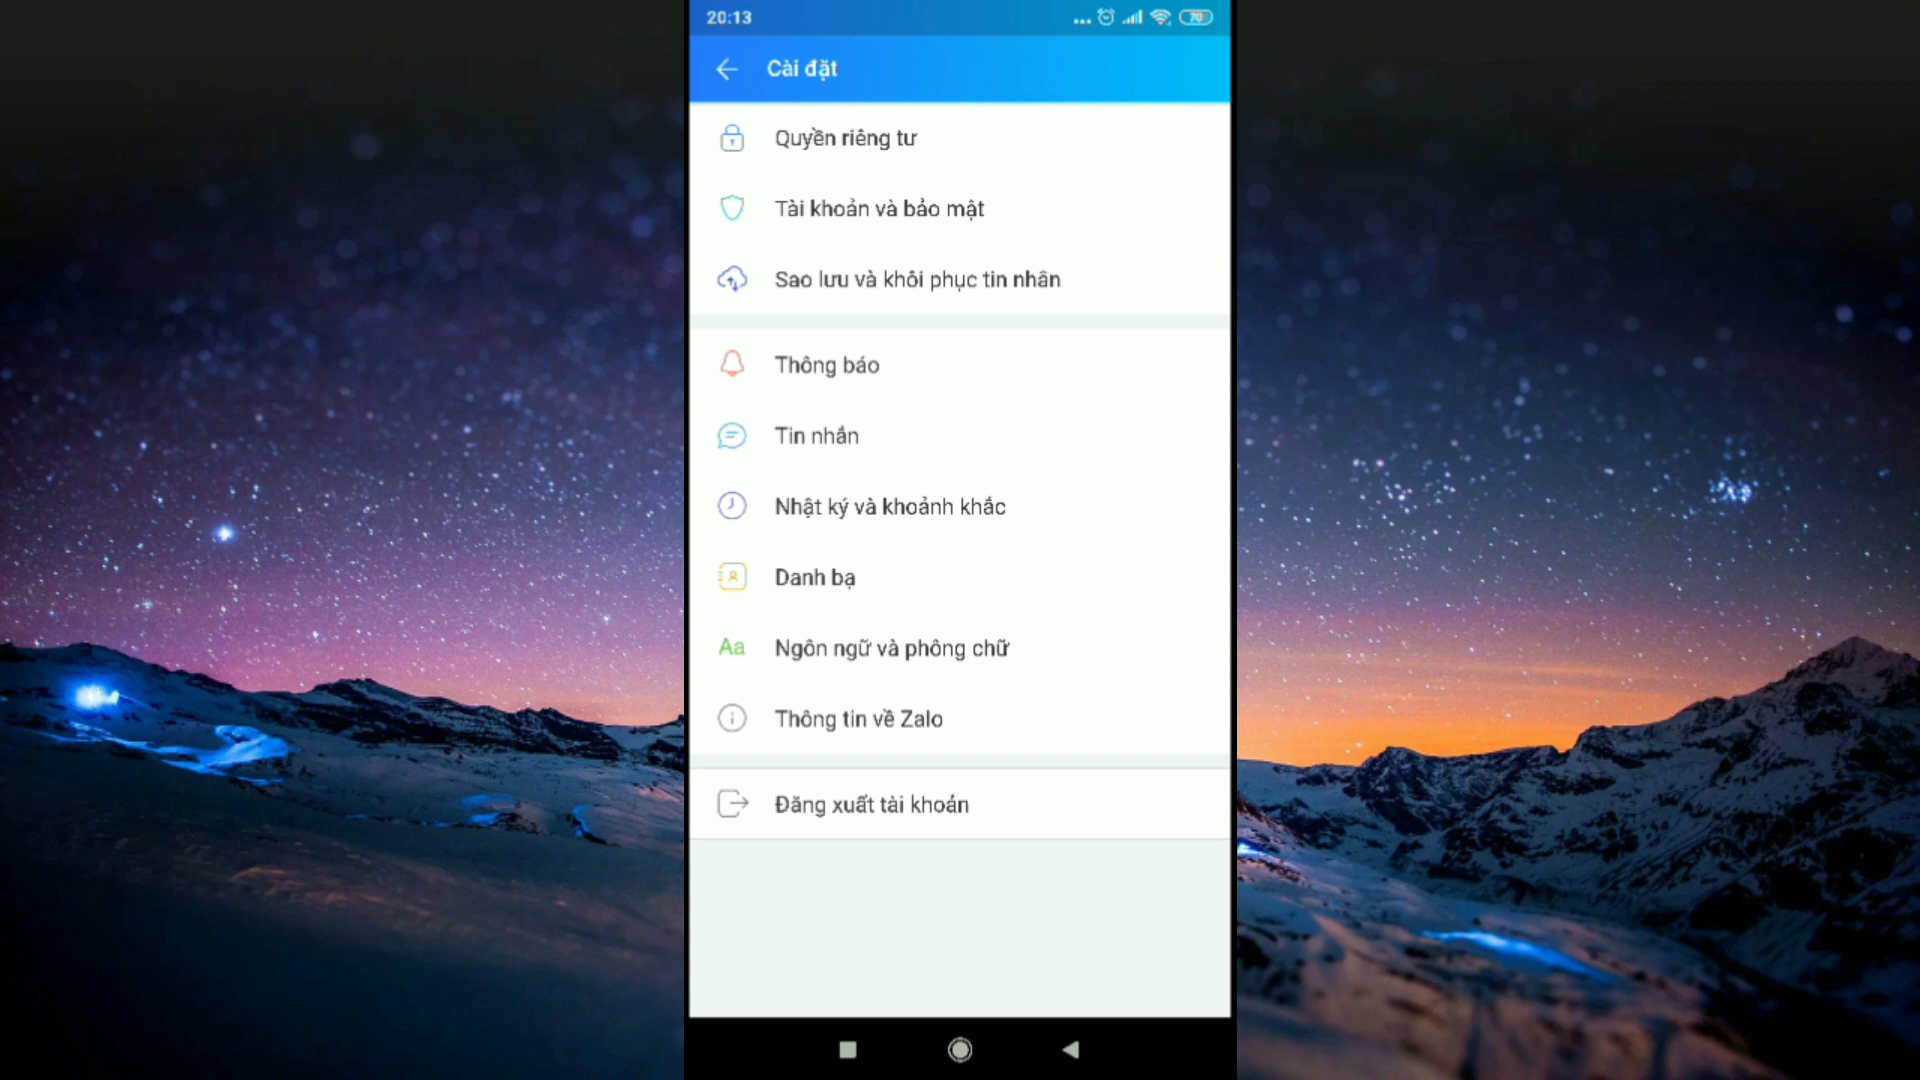 20:13
70
Cài đặt
Quyền riêng tư
Tài khoản và bảo mật
Sao lưu và khôi phục tin nhắn
Thông báo
Tin nhắn
Nhật ký và khoảnh khắc
Danh bạ
Aa Ngôn ngữ và phông chữ
Thông tin về Zalo
Đăng xuất tài khoản